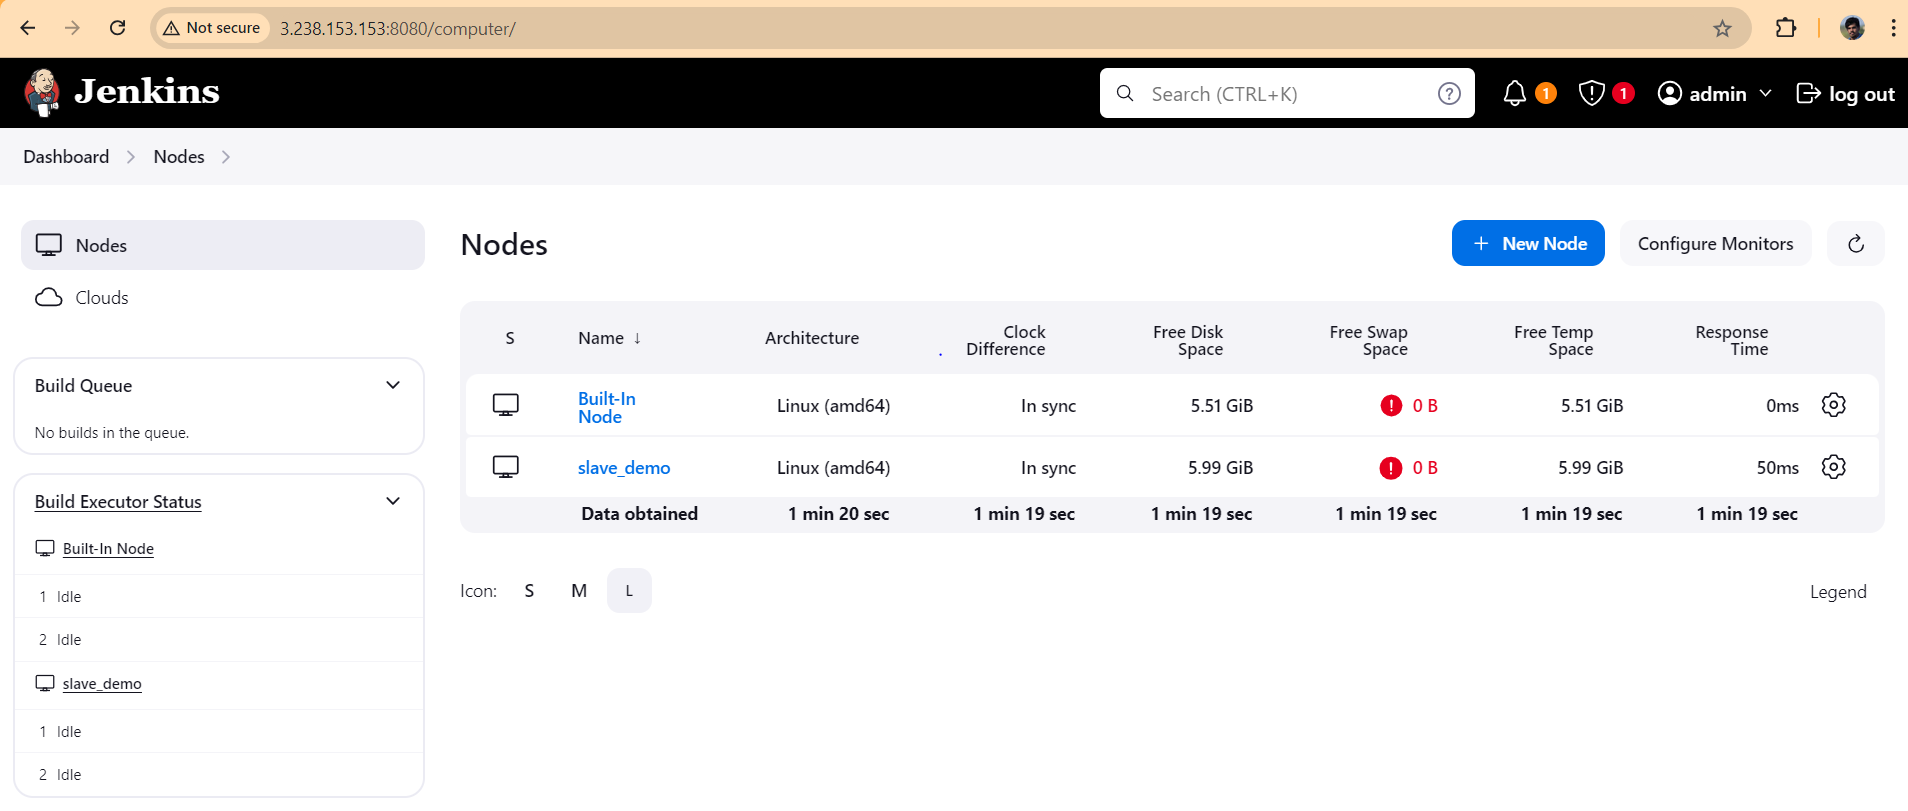 Not secure 3.238.153.153:8080/computer/
Jenkins
Search (CTRL+K) ? 1 1 admin log out
Dashboard Nodes
Nodes
Clouds
Build Queue
No builds in the queue.
Build Executor Status
Built-In Node
1 Idle
2 Idle
slave_demo
1 Idle
2 Idle
Nodes
+ New Node Configure Monitors
S Name ↓ Architecture Clock Difference Free Disk Space Free Swap Space Free Temp Space Response Time
Built-In Node Linux (amd64) In sync 5.51 GiB ! 0 B 5.51 GiB 0ms
slave_demo Linux (amd64) In sync 5.99 GiB ! 0 B 5.99 GiB 50ms
Data obtained 1 min 20 sec 1 min 19 sec 1 min 19 sec 1 min 19 sec 1 min 19 sec 1 min 19 sec
Icon: S M L Legend